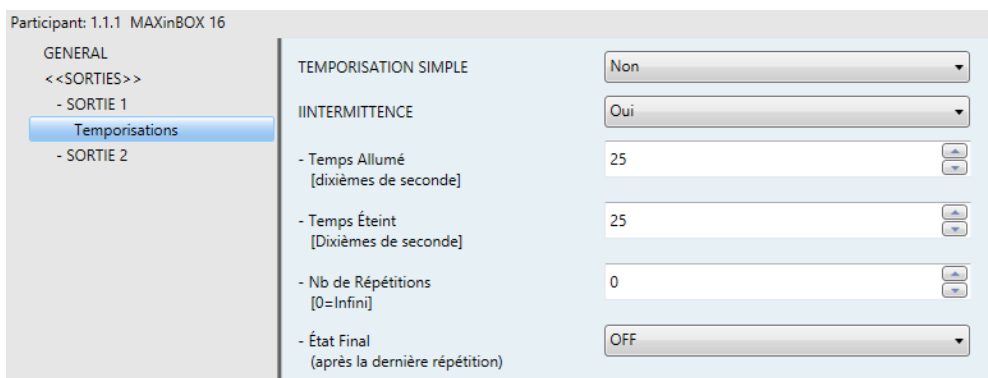 Participant: 1.1.1 MAXinBOX 16
GENERAL
<<SORTIES>>
- SORTIE 1
Temporisations
- SORTIE 2
TEMPORISATION SIMPLE
Non
IINTERMITTENCE
Oui
- Temps Allumé
[dixièmes de seconde]
25
- Temps Éteint
[Dixièmes de seconde]
25
- Nb de Répétitions
[0=Infini]
0
- État Final
(après la dernière répétition)
OFF